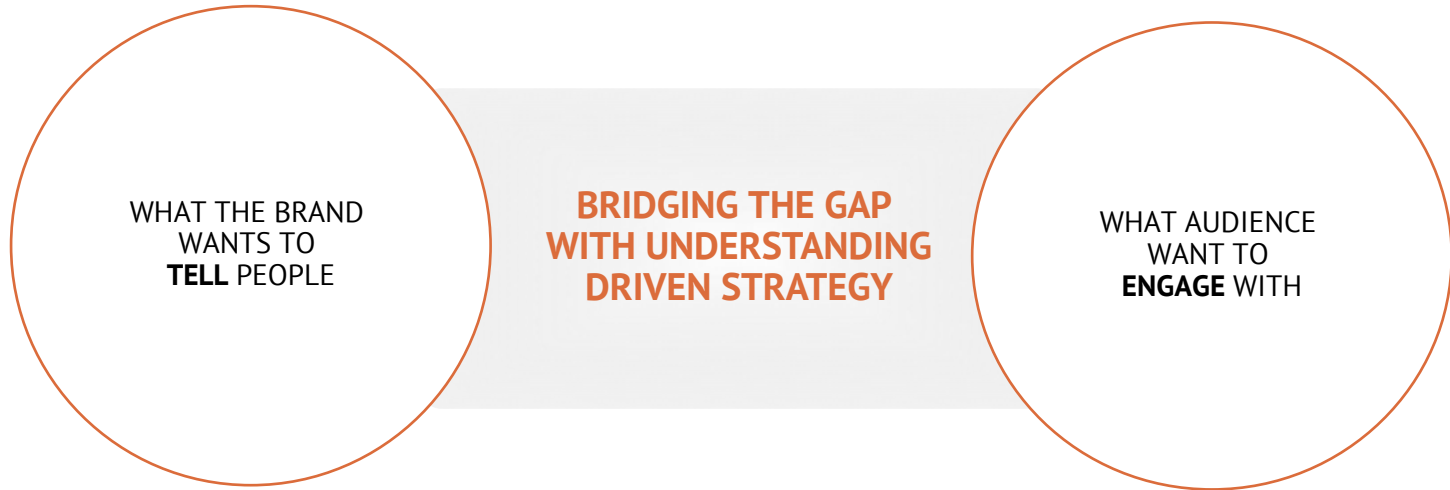 WHAT THE BRAND
WANTS TO
TELL PEOPLE
BRIDGING THE GAP
WITH UNDERSTANDING
DRIVEN STRATEGY
WHAT AUDIENCE
WANT TO
ENGAGE WITH